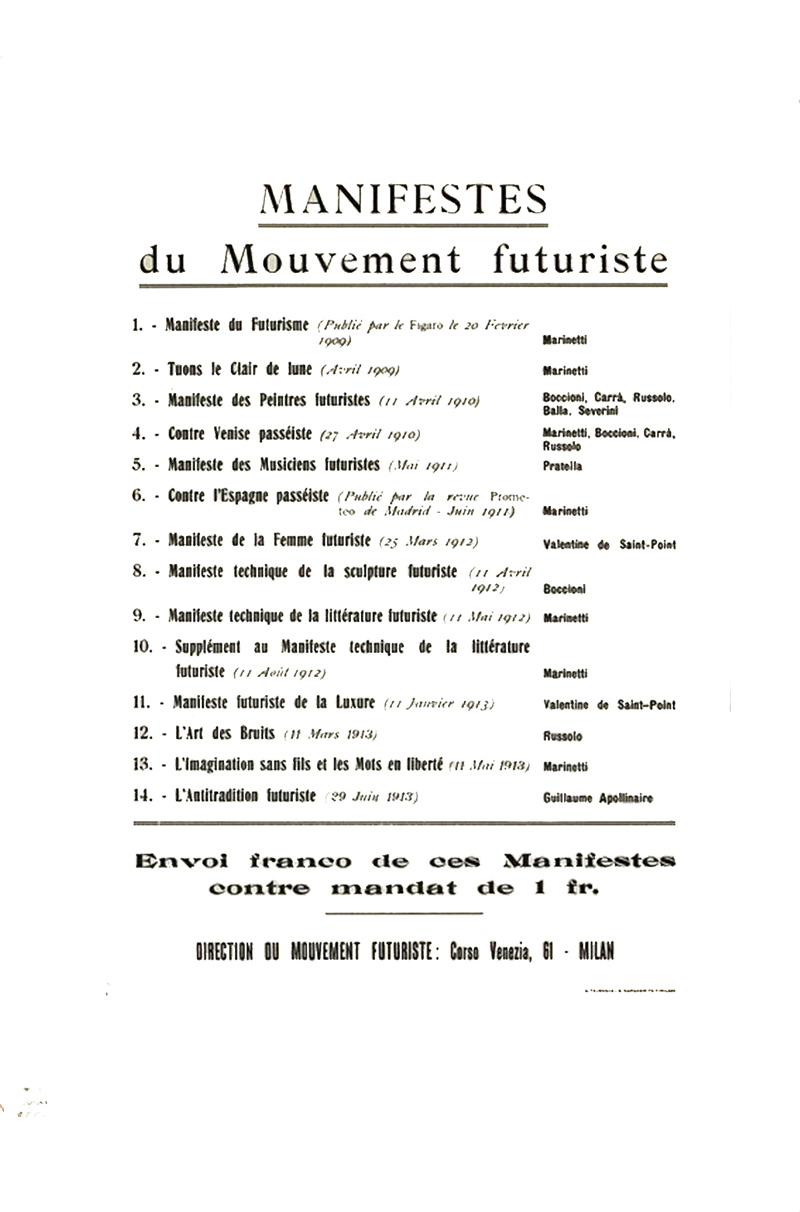 MANIFESTES
du Mouvement futuriste
1. - Manifeste du Futurisme (Publié par le Figaro le 20 Fevrier
1909) Marinetti
2. - Tuons le Clair de lune (Avril 1909) Marinetti
3. - Manifeste des Peintres futuristes (11 Avril 1910) Boccioni, Carrà, Russolo,
Balla, Severini
4. - Contre Venise passéiste (27 Avril 1910) Marinetti, Boccioni, Carrà,
Russolo
5. - Manifeste des Musiciens futuristes (Mai 1911) Pratella
6. - Contre l'Espagne passéiste (Publié par la revue Prome-
teo de Madrid - Juin 1911) Marinetti
7. - Manifeste de la Femme futuriste (25 Mars 1912) Valentine de Saint-Point
8. - Manifeste technique de la sculpture futuriste (11 Avril
1912) Boccioni
9. - Manifeste technique de la littérature futuriste (11 Mai 1912) Marinetti
10. - Supplément au Manifeste technique de la littérature
futuriste (11 Août 1912) Marinetti
11. - Manifeste futuriste de la Luxure (11 Janvier 1913) Valentine de Saint-Point
12. - L'Art des Bruits (11 Mars 1913) Russolo
13. - L'Imagination sans fils et les Mots en liberté (11 Mai 1913) Marinetti
14. - L'Antitradition futuriste (29 Juin 1913) Guillaume Apollinaire
Envoi franco de ces Manifestes
contre mandat de 1 fr.
DIRECTION DU MOUVEMENT FUTURISTE: Corso Venezia, 61 - MILAN